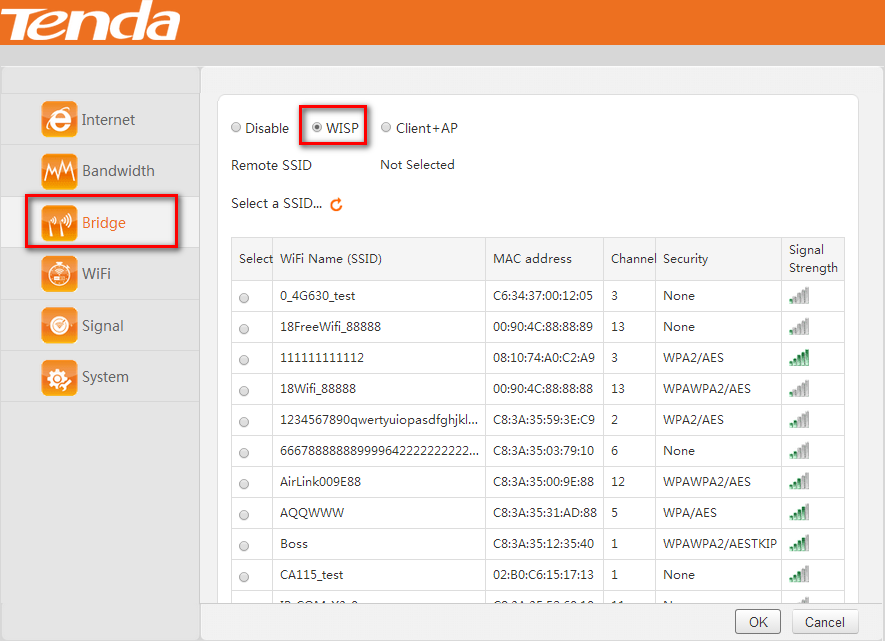 Tenda
Internet
Bandwidth
Bridge
WiFi
Signal
System
Disable WISP Client+AP
Remote SSID Not Selected
Select a SSID...
Select WiFi Name (SSID) MAC address Channel Security Signal Strength
0_4G630_test C6:34:37:00:12:05 3 None
18FreeWifi_88888 00:90:4C:88:88:89 13 None
111111111112 08:10:74:A0:C2:A9 3 WPA2/AES
18Wifi_88888 00:90:4C:88:88:88 13 WPAWPA2/AES
1234567890qwertyuiopasdfghjkl... C8:3A:35:59:3E:C9 2 WPA2/AES
C8:3A:35:03:79:10 6 None
AirLink009E88 C8:3A:35:00:9E:88 12 WPAWPA2/AES
AQQWWW C8:3A:35:31:AD:88 5 WPA/AES
Boss C8:3A:35:12:35:40 1 WPAWPA2/AESTKIP
CA115_test 02:B0:C6:15:17:13 1 None
OK Cancel